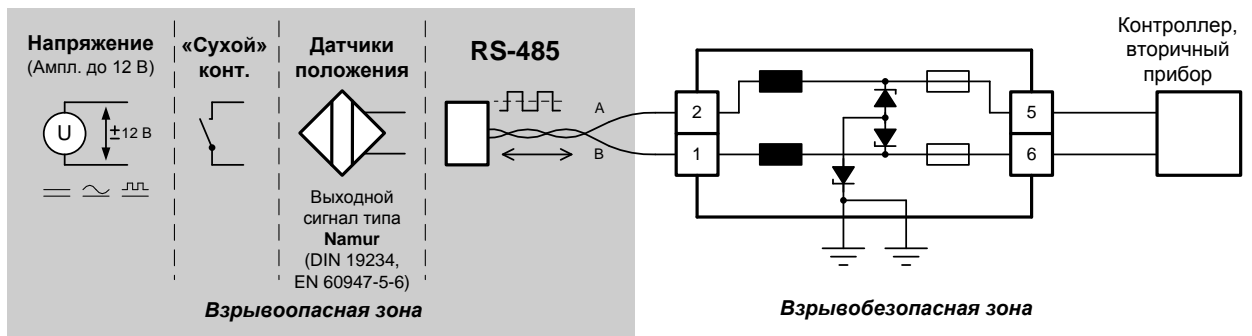 Напряжение
(Ампл. до 12 В)
U
±12 В
«Сухой»
конт.
Датчики
положения
Выходной
сигнал типа
Namur
(DIN 19234,
EN 60947-5-6)
RS-485
A
B
Взрывоопасная зона
2
1
5
6
Контроллер,
вторичный
прибор
Взрывобезопасная зона